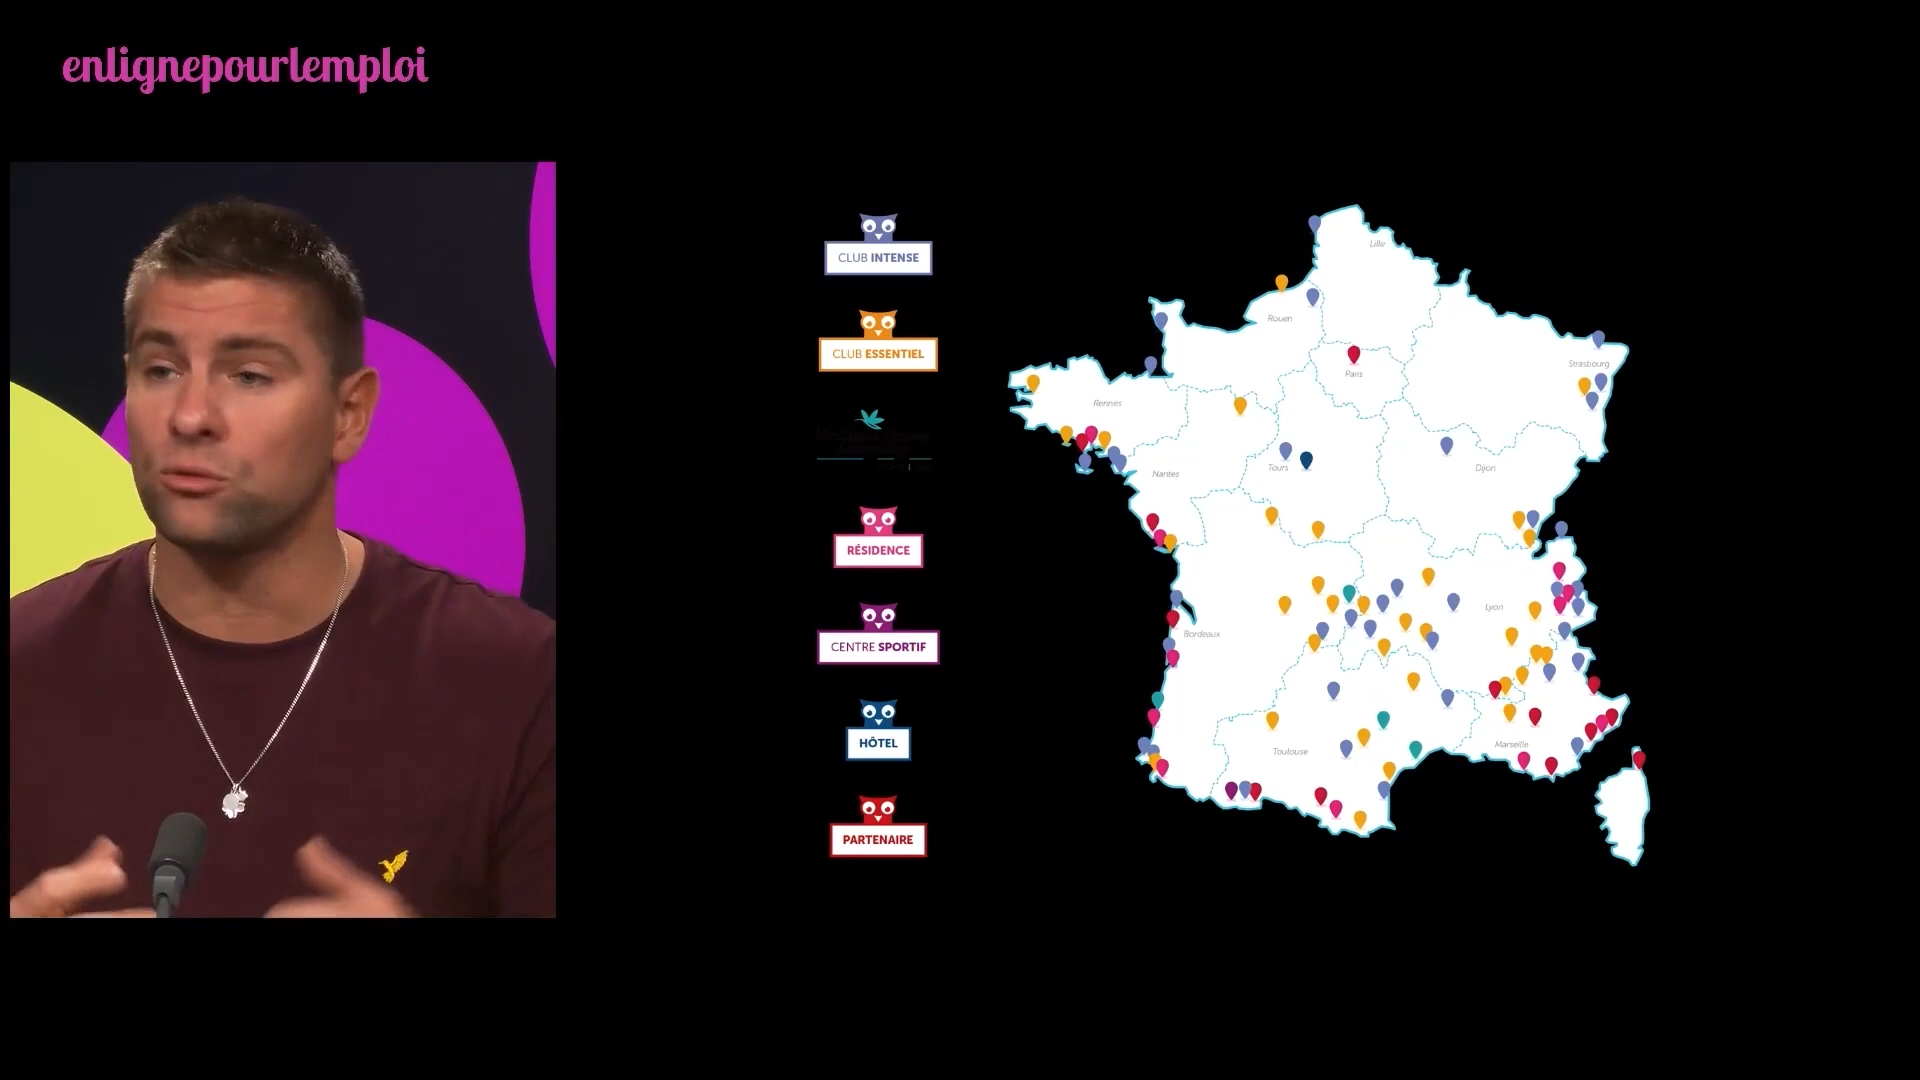 enlignepourlemploi
CLUB INTENSE
CLUB ESSENTIEL
RÉSIDENCE
CENTRE SPORTIF
HÔTEL
PARTENAIRE
Lille
Rouen
Paris
Strasbourg
Rennes
Nantes
Tours
Dijon
Lyon
Bordeaux
Toulouse
Marseille